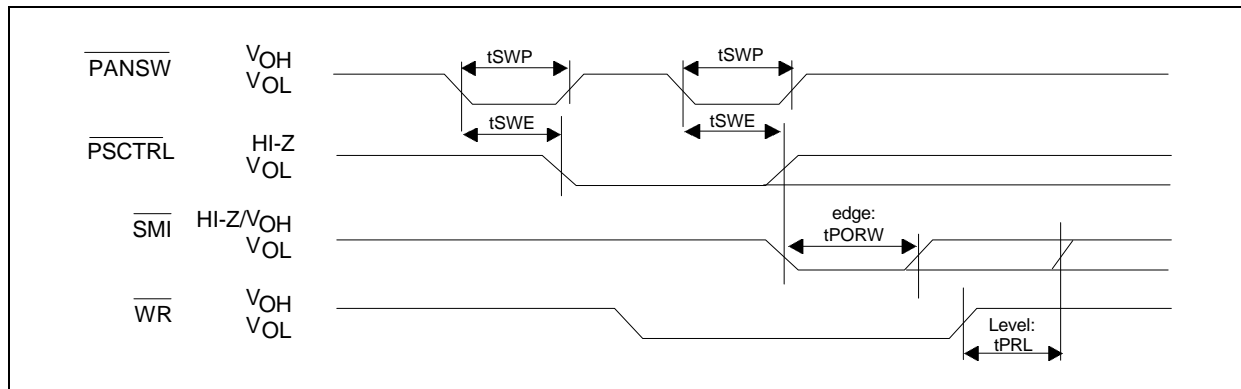 PANSW VOH tSWP tSWP
VOL
tSWE tSWE
PSCTRL HI-Z
VOL
edge:
SMI HI-Z/VOH tPORW
VOL
WR VOH
VOL Level:
tPRL